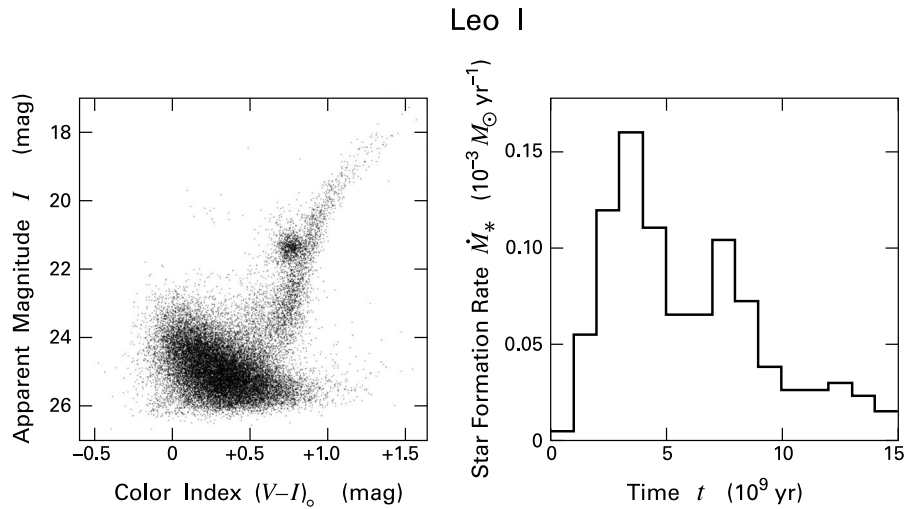 Leo I
Apparent Magnitude I (mag)
18
20
22
24
26
−0.5 0 +0.5 +1.0 +1.5
Color Index (V−I)₀ (mag)
Star Formation Rate Ṁ* (10⁻³ M⊙ yr⁻¹)
0.15
0.10
0.05
0
0 5 10 15
Time t (10⁹ yr)